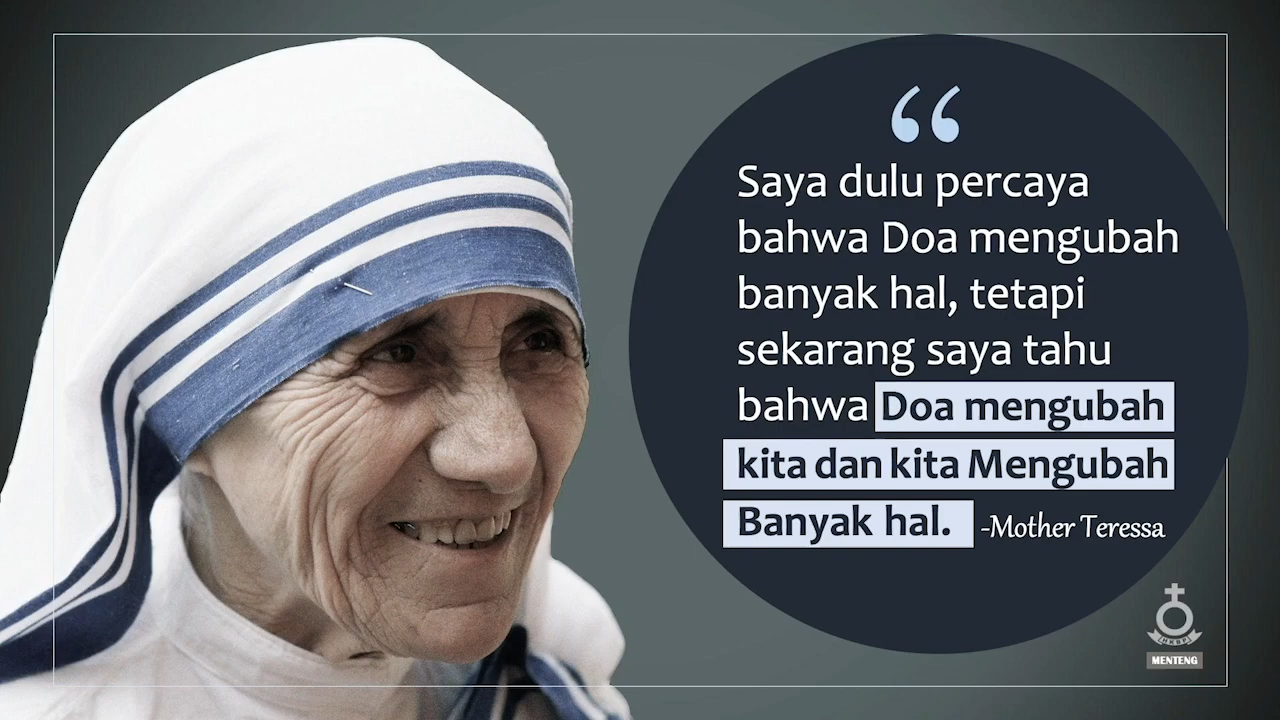 “
Saya dulu percaya
bahwa Doa mengubah
banyak hal, tetapi
sekarang saya tahu
bahwa Doa mengubah
kita dan kita Mengubah
Banyak hal. -Mother Teressa
HKBP
MENTENG